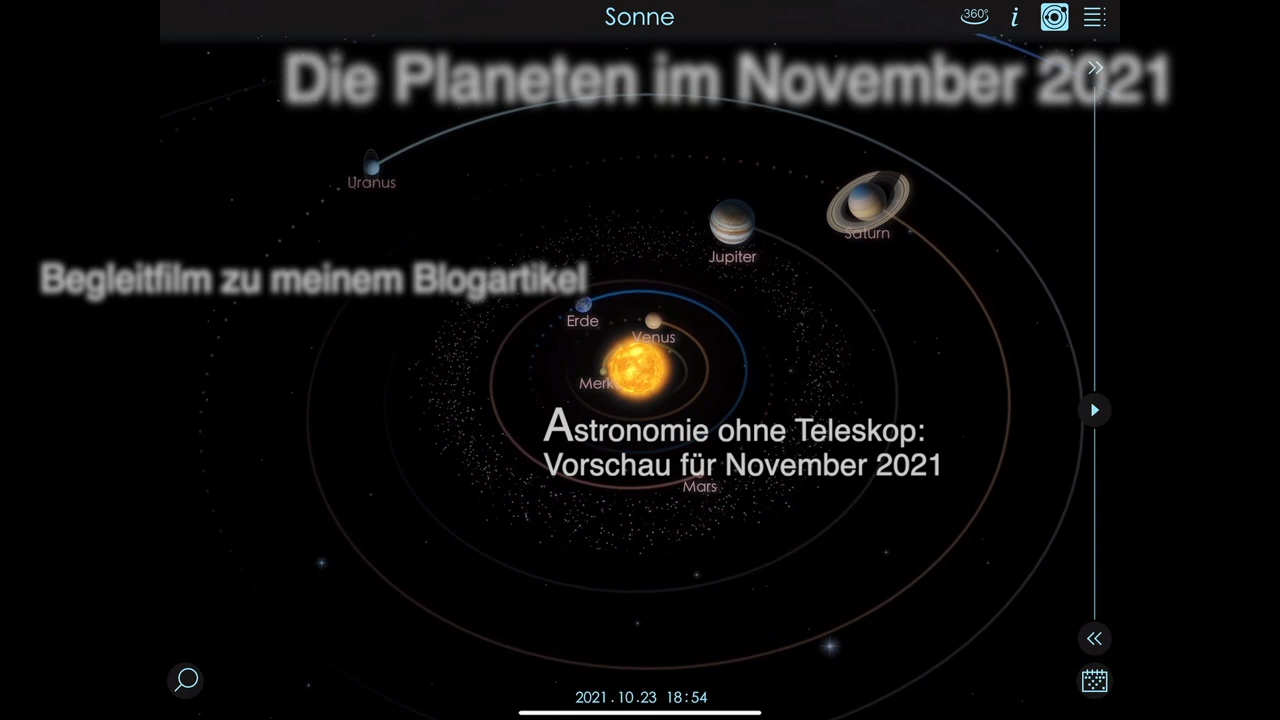 Sonne
360°
i
Die Planeten im November 2021
Uranus
Saturn
Jupiter
Begleitfilm zu meinem Blogartikel
Erde
Venus
Merk
Astronomie ohne Teleskop:
Vorschau für November 2021
Mars
2021.10.23 18:54